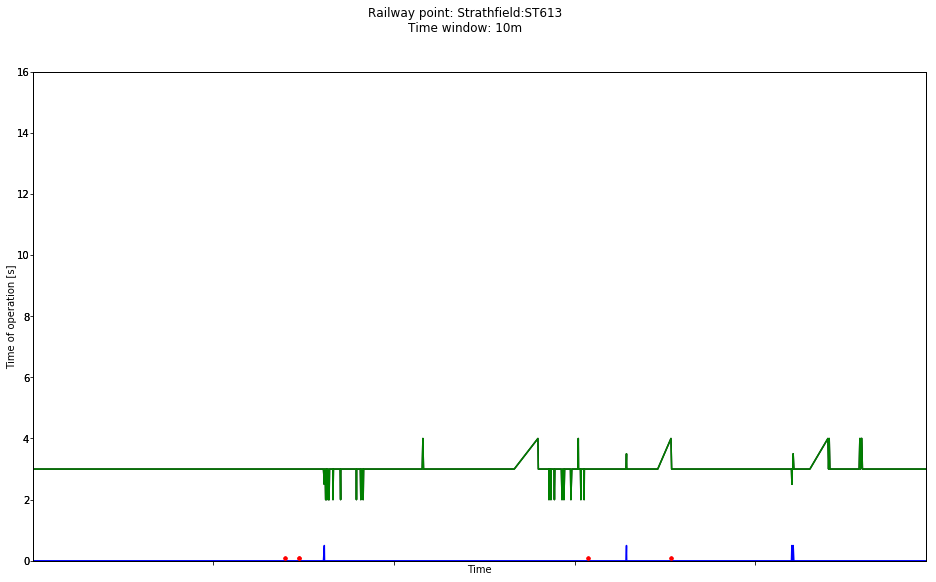 Railway point: Strathfield:ST613
Time window: 10m
16
14
12
10
8
6
4
2
0
Time of operation [s]
Time